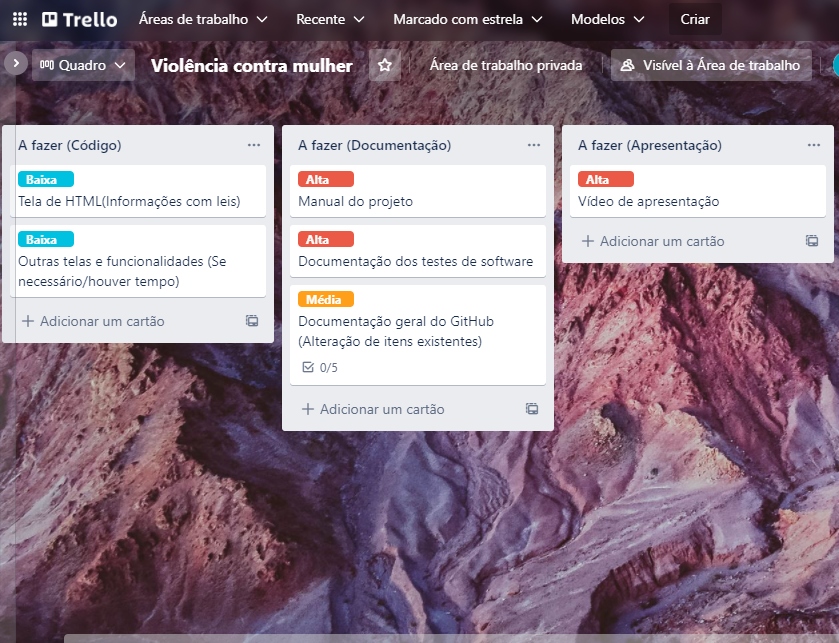 Trello Áreas de trabalho Recente Marcado com estrela Modelos Criar
Quadro Violência contra mulher Área de trabalho privada Visível à Área de trabalho
A fazer (Código)
Baixa
Tela de HTML(Informações com leis)
Baixa
Outras telas e funcionalidades (Se
necessário/houver tempo)
Adicionar um cartão
A fazer (Documentação)
Alta
Manual do projeto
Alta
Documentação dos testes de software
Média
Documentação geral do GitHub
(Alteração de itens existentes)
0/5
Adicionar um cartão
A fazer (Apresentação)
Alta
Vídeo de apresentação
Adicionar um cartão